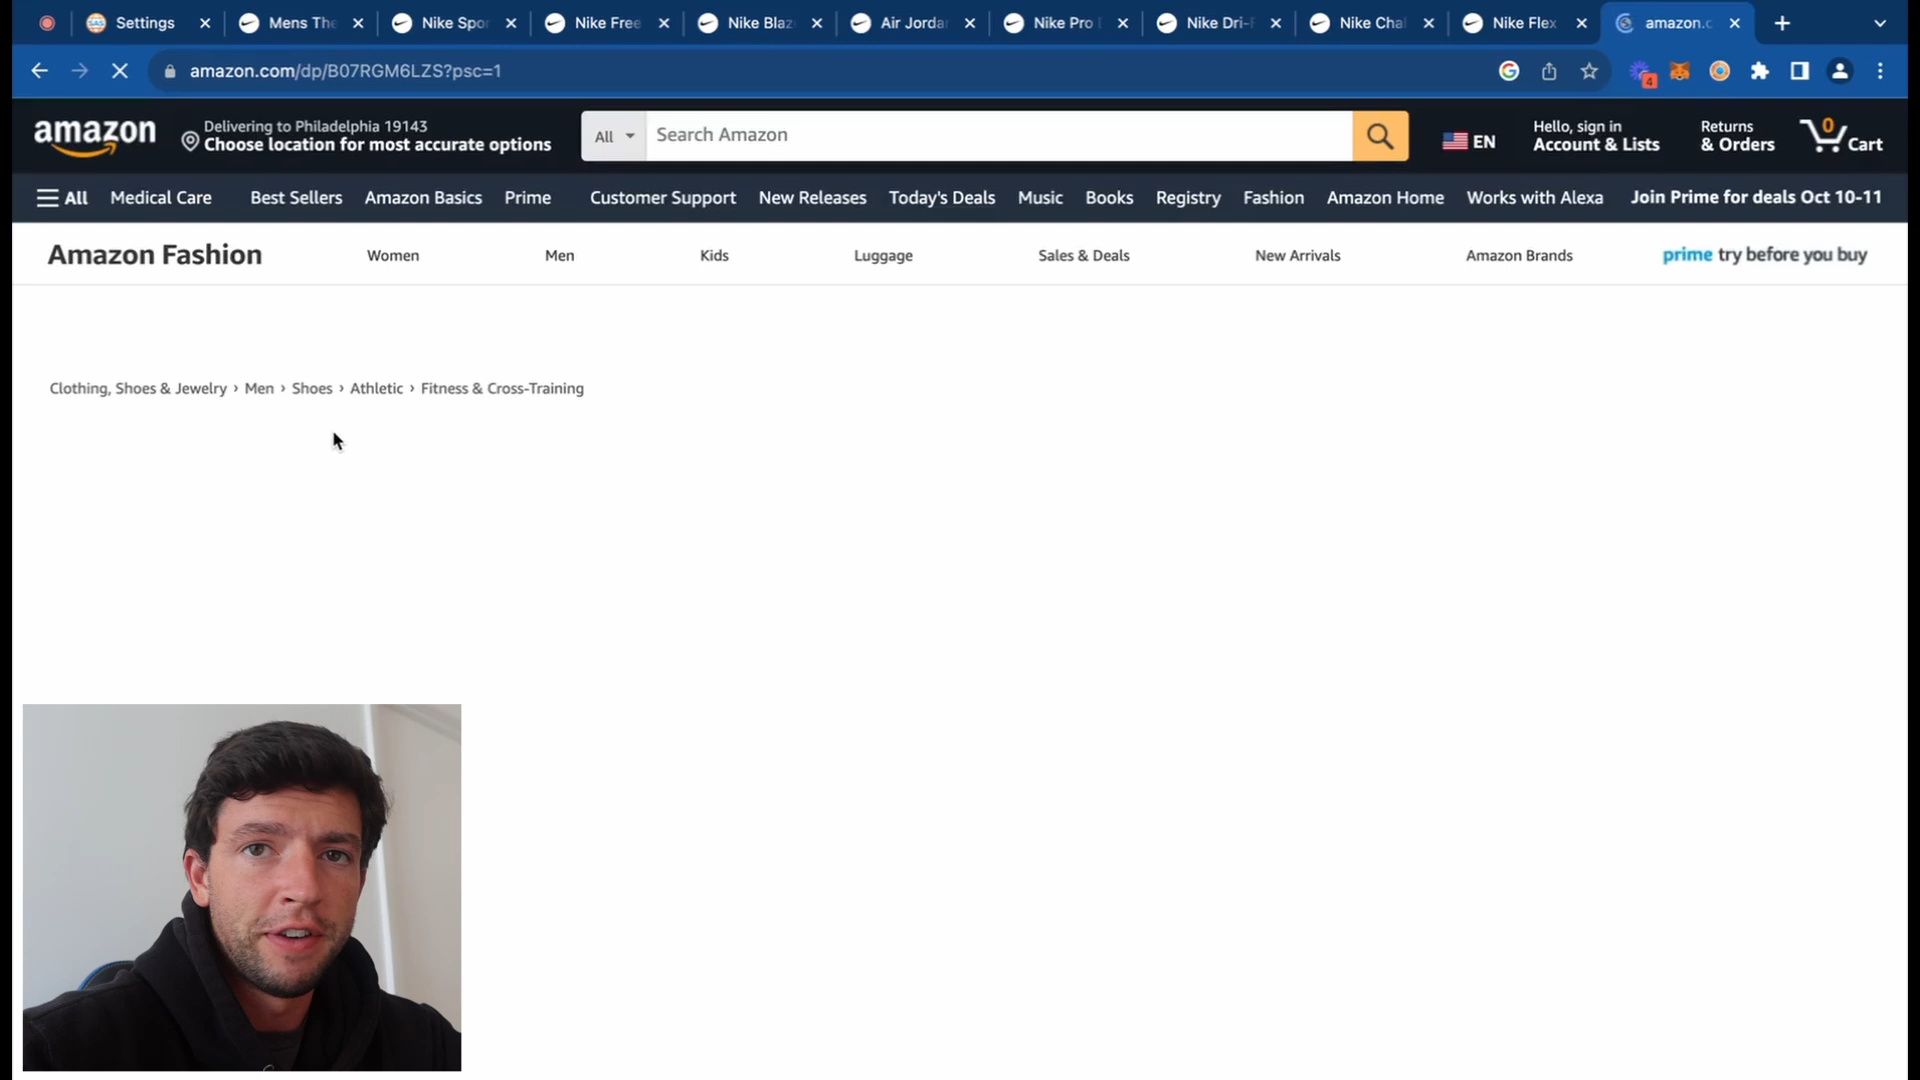 Settings
Mens The
Nike Spor
Nike Free
Nike Blaz
Air Jordan
Nike Pro
Nike Dri-F
Nike Chal
Nike Flex
amazon.c
amazon.com/dp/B07RGM6LZS?psc=1
4
amazon
Delivering to Philadelphia 19143
Choose location for most accurate options
All
Search Amazon
EN
Hello, sign in
Account & Lists
Returns
& Orders
0
Cart
All
Medical Care
Best Sellers
Amazon Basics
Prime
Customer Support
New Releases
Today's Deals
Music
Books
Registry
Fashion
Amazon Home
Works with Alexa
Join Prime for deals Oct 10-11
Amazon Fashion
Women
Men
Kids
Luggage
Sales & Deals
New Arrivals
Amazon Brands
prime try before you buy
Clothing, Shoes & Jewelry › Men › Shoes › Athletic › Fitness & Cross-Training